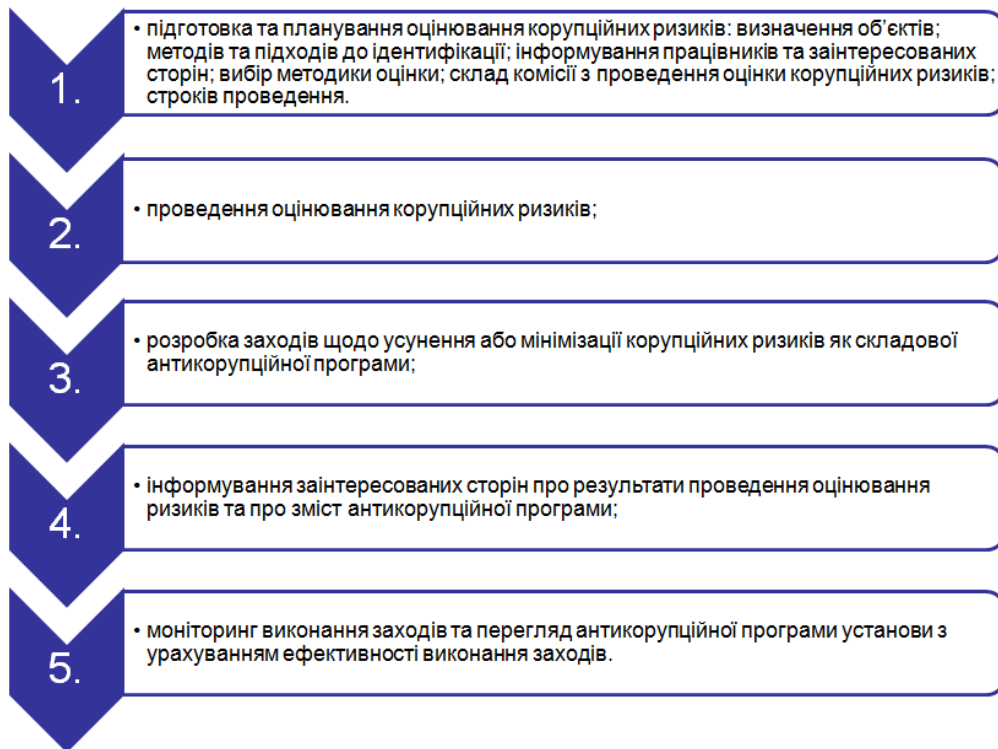 1.
• підготовка та планування оцінювання корупційних ризиків: визначення об’єктів;
методів та підходів до ідентифікації; інформування працівників та заінтересованих
сторін; вибір методики оцінки; склад комісії з проведення оцінки корупційних ризиків;
строків проведення.
2.
• проведення оцінювання корупційних ризиків;
3.
• розробка заходів щодо усунення або мінімізації корупційних ризиків як складової
антикорупційної програми;
4.
• інформування заінтересованих сторін про результати проведення оцінювання
ризиків та про зміст антикорупційної програми;
5.
• моніторинг виконання заходів та перегляд антикорупційної програми установи з
урахуванням ефективності виконання заходів.